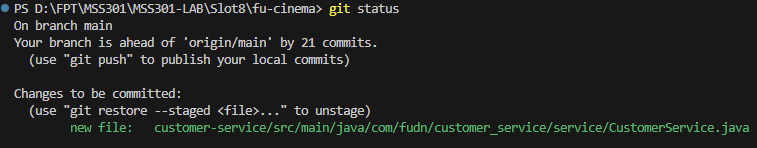 PS D:\FPT\MSS301\MSS301-LAB\Slot8\fu-cinema> git status
On branch main
Your branch is ahead of 'origin/main' by 21 commits.
  (use "git push" to publish your local commits)

Changes to be committed:
  (use "git restore --staged <file>..." to unstage)
        new file:   customer-service/src/main/java/com/fudn/customer_service/service/CustomerService.java